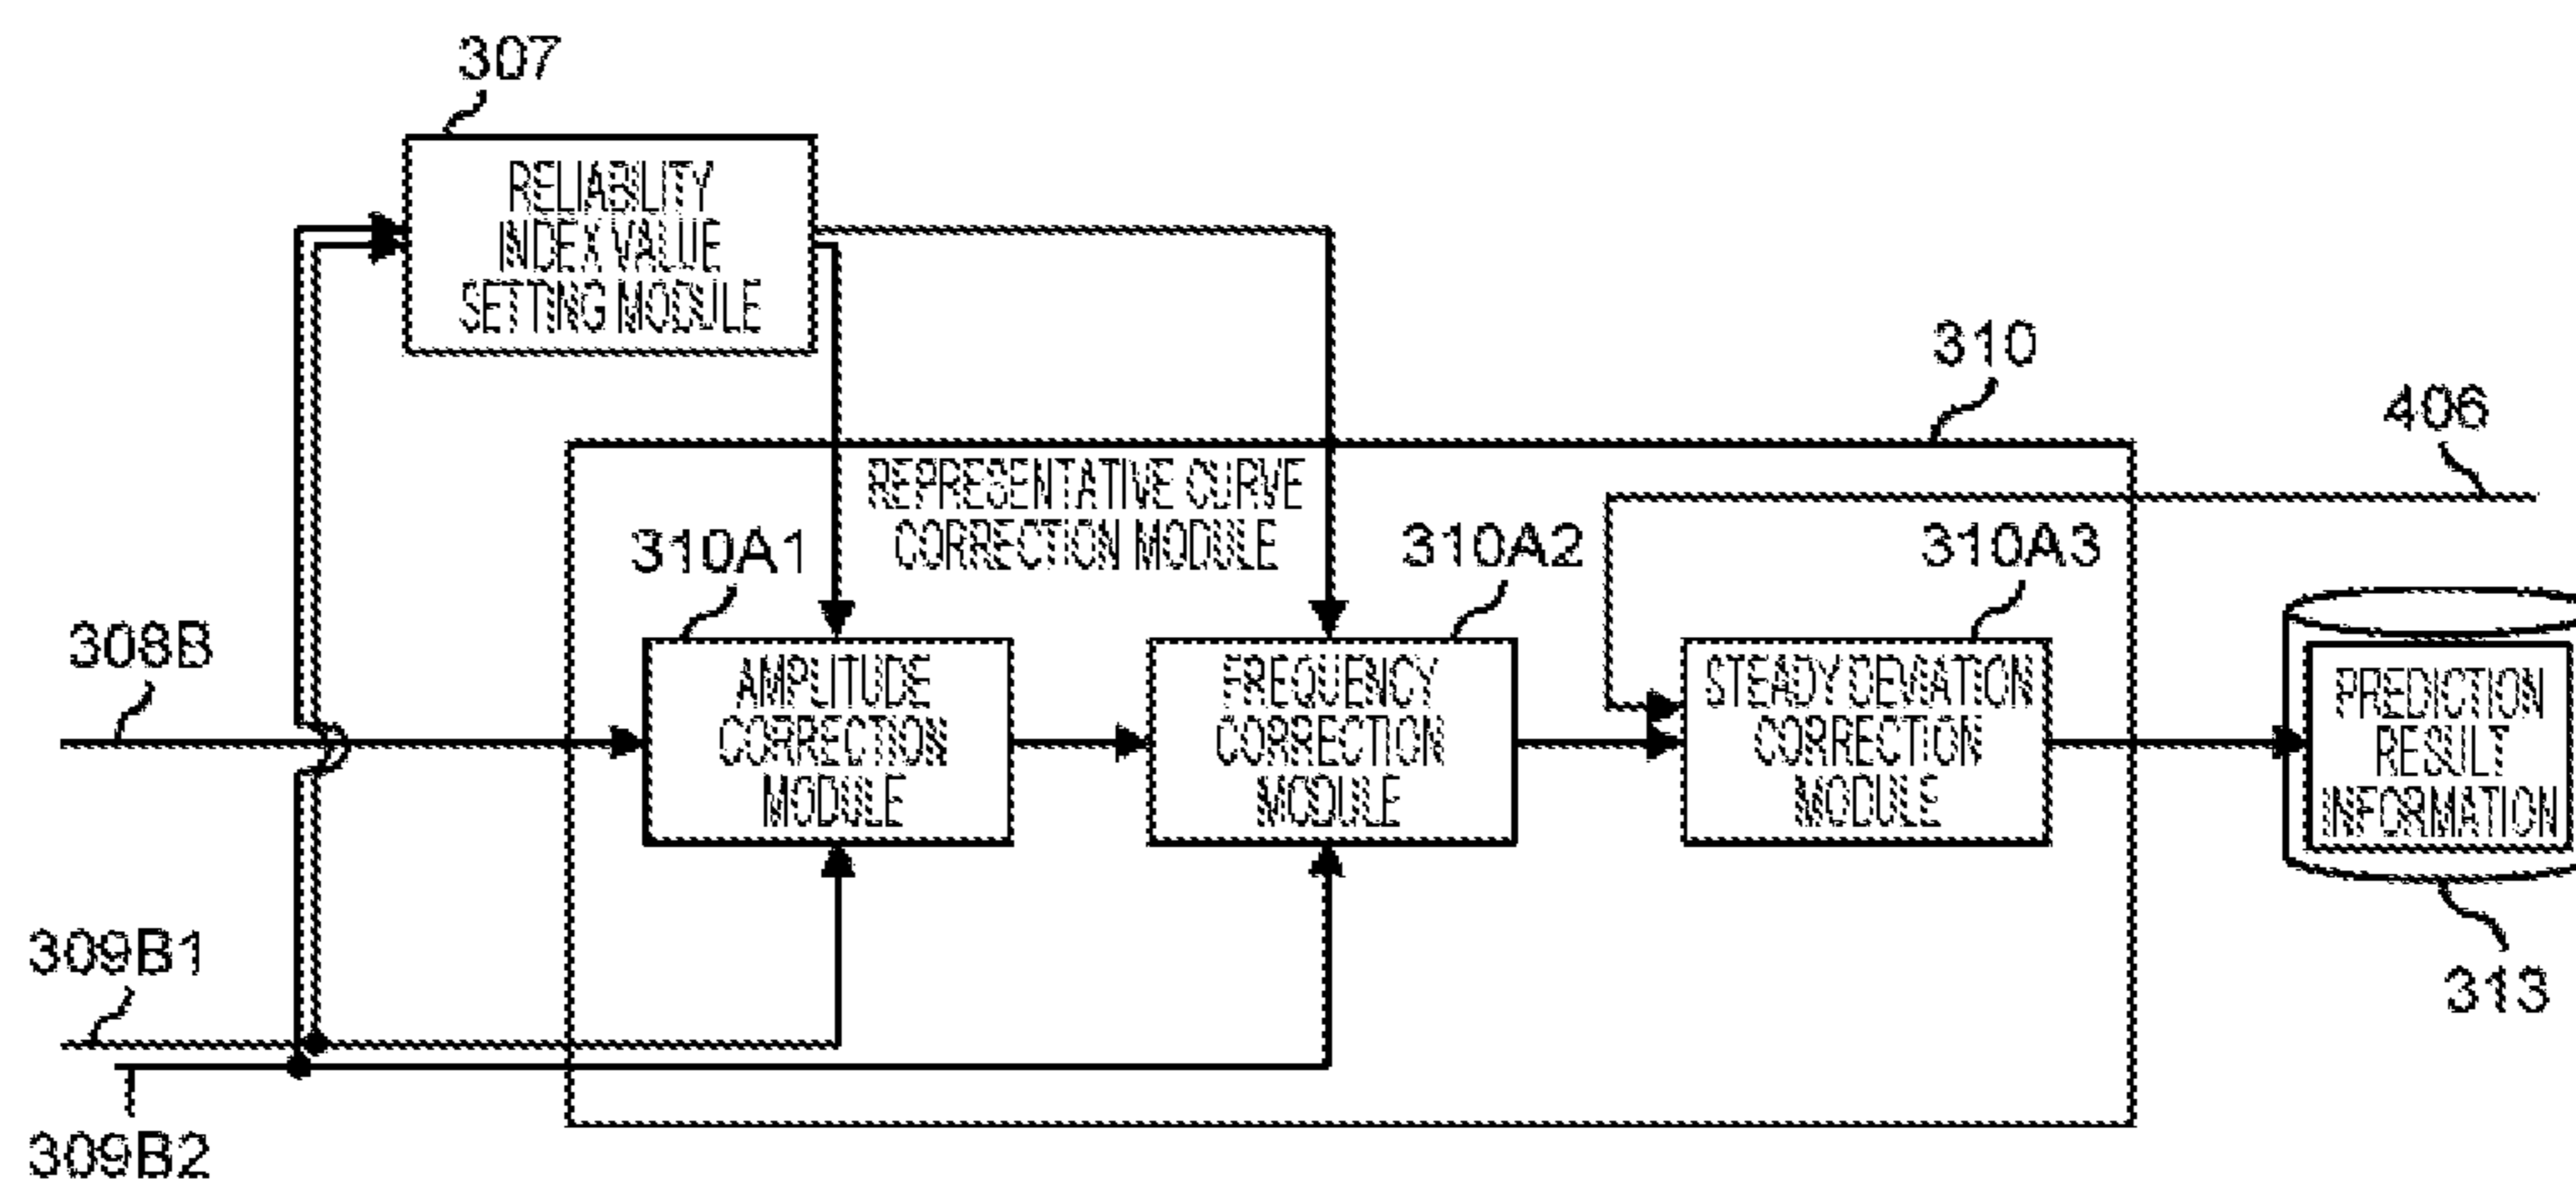 307
RELIABILITY
INDEX VALUE
SETTING MODULE
310
406
REPRESENTATIVE CURVE
CORRECTION MODULE
310A1
310A2
310A3
308B
AMPLITUDE
CORRECTION
MODULE
FREQUENCY
CORRECTION
MODULE
STEADY DEVIATION
CORRECTION
MODULE
PREDICTION
RESULT
INFORMATION
309B1
313
309B2